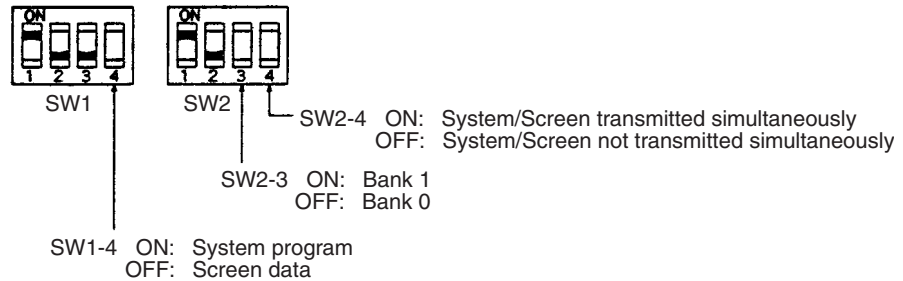 ON ON
1 2 3 4 1 2 3 4
SW1 SW2
SW2-4 ON: System/Screen transmitted simultaneously
OFF: System/Screen not transmitted simultaneously
SW2-3 ON: Bank 1
OFF: Bank 0
SW1-4 ON: System program
OFF: Screen data